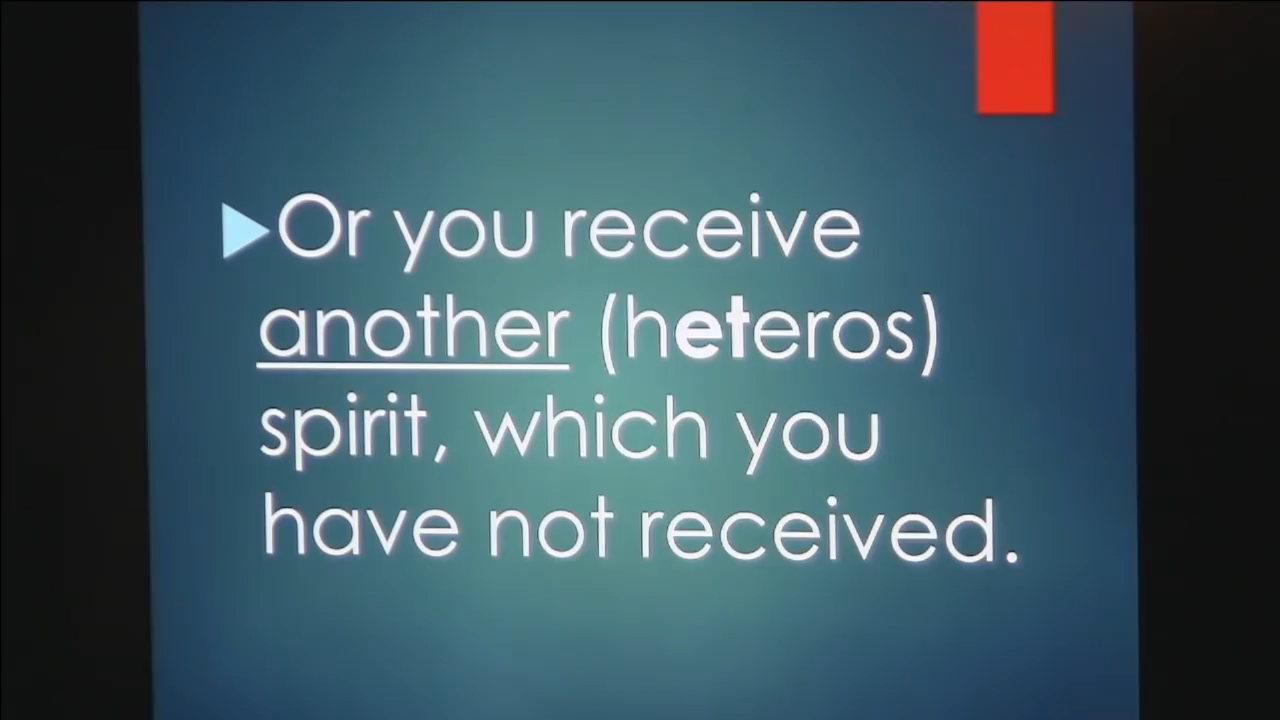 Or you receive
another (heteros)
spirit, which you
have not received.